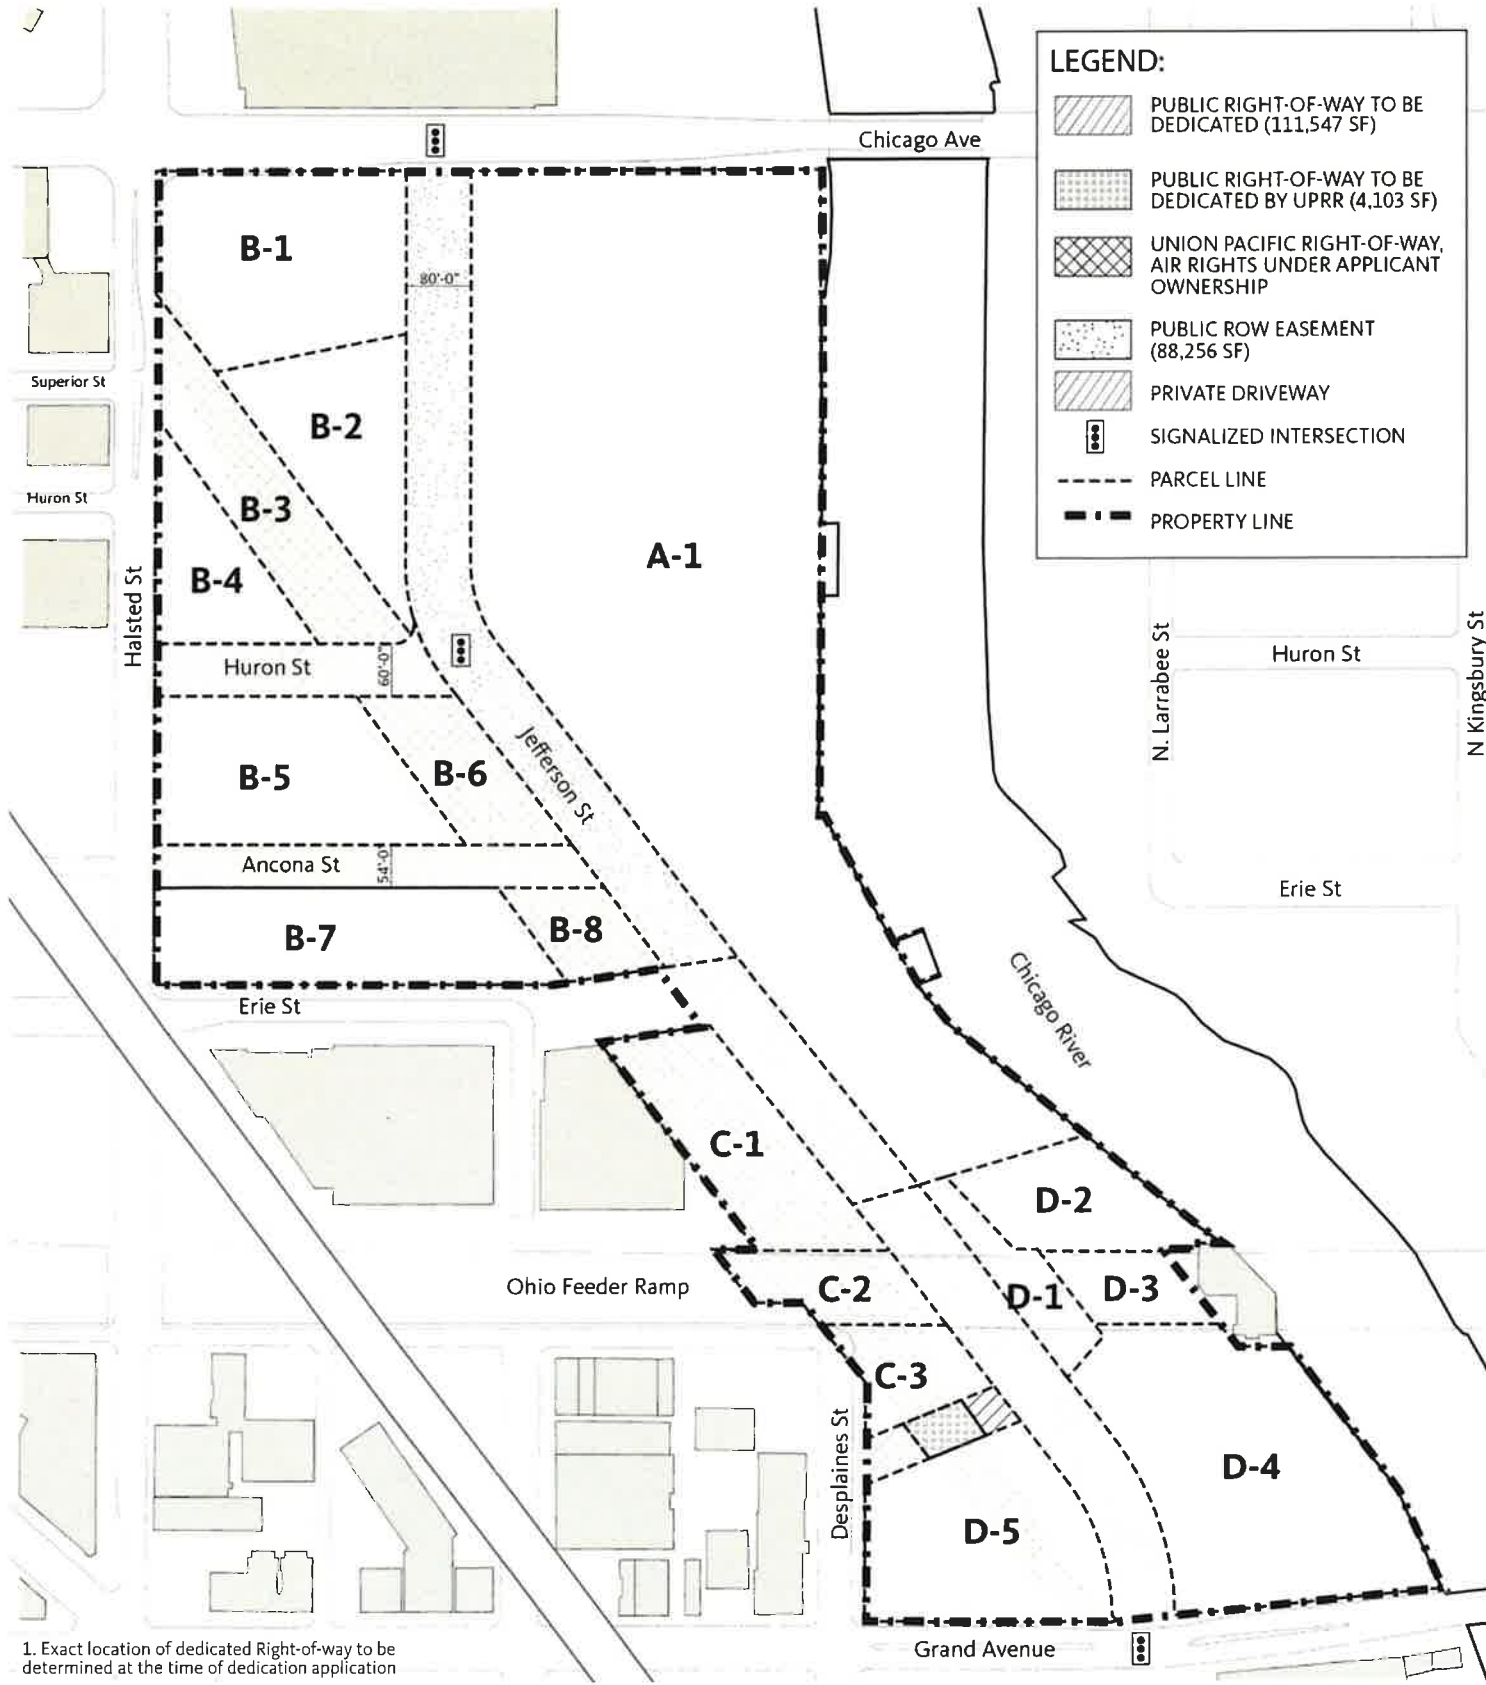 LEGEND:
PUBLIC RIGHT-OF-WAY TO BE
DEDICATED (111,547 SF)
PUBLIC RIGHT-OF-WAY TO BE
DEDICATED BY UPRR (4,103 SF)
UNION PACIFIC RIGHT-OF-WAY,
AIR RIGHTS UNDER APPLICANT
OWNERSHIP
PUBLIC ROW EASEMENT
(88,256 SF)
PRIVATE DRIVEWAY
SIGNALIZED INTERSECTION
PARCEL LINE
PROPERTY LINE
Chicago Ave
B-1
80'-0"
Superior St
B-2
Huron St
B-3
A-1
B-4
Halsted St
Huron St
60'-0"
N. Larrabee St
Huron St
N Kingsbury St
B-5
B-6
Jefferson St
Ancona St
54'-0"
Erie St
B-7
B-8
Erie St
Chicago River
C-1
D-2
Ohio Feeder Ramp
C-2
D-1
D-3
C-3
Desplaines St
D-4
D-5
Grand Avenue
1. Exact location of dedicated Right-of-way to be
determined at the time of dedication application